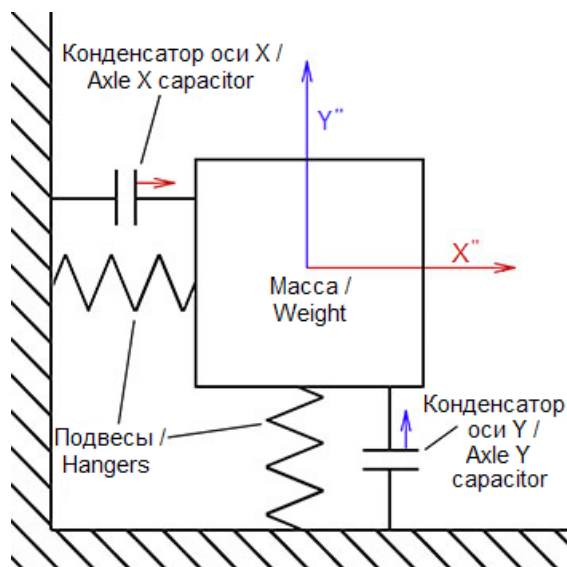 Конденсатор оси X /
Axle X capacitor
Y"
X"
Масса /
Weight
Подвесы /
Hangers
Конденсатор
оси Y /
Axle Y
capacitor